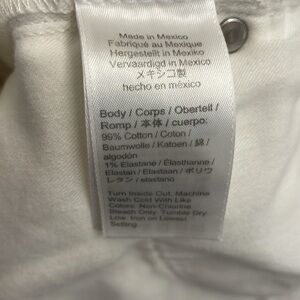 Made in Mexico
Fabriqué au Mexique
Hergestellt in Mexiko
Vervaardigd in Mexico
メキシコ製
hecho en méxico
Body / Corps / Oberteil /
Romp / 本体 / cuerpo:
99% Cotton / Coton /
Baumwolle / Katoen / 綿 /
algodón
1% Elastane / Élasthanne /
Elastan / Elastaan / ポリウ
レタン / elastano
Turn Inside Out. Machine
Wash Cold With Like
Colors. Non-Chlorine
Bleach Only. Tumble Dry
Low. Iron on Lowest
Setting.